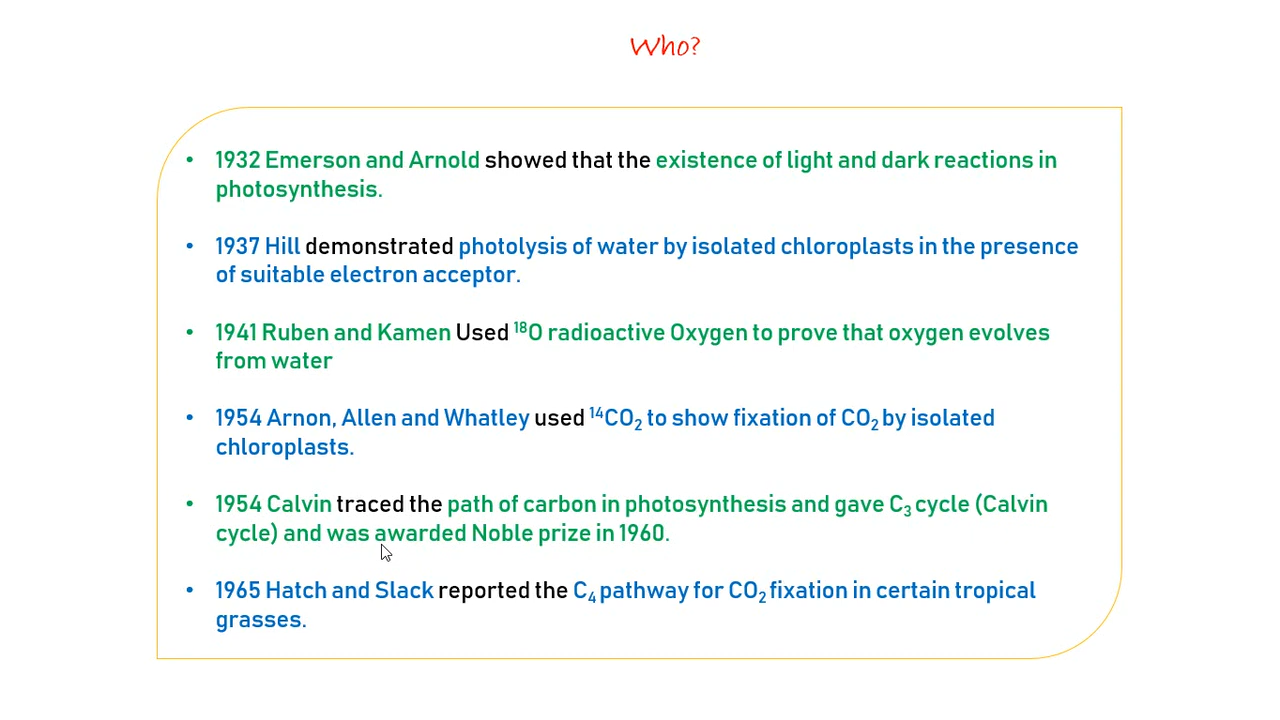 Who?
• 1932 Emerson and Arnold showed that the existence of light and dark reactions in
photosynthesis.
• 1937 Hill demonstrated photolysis of water by isolated chloroplasts in the presence
of suitable electron acceptor.
• 1941 Ruben and Kamen Used ¹⁸O radioactive Oxygen to prove that oxygen evolves
from water
• 1954 Arnon, Allen and Whatley used ¹⁴CO₂ to show fixation of CO₂ by isolated
chloroplasts.
• 1954 Calvin traced the path of carbon in photosynthesis and gave C₃ cycle (Calvin
cycle) and was awarded Noble prize in 1960.
• 1965 Hatch and Slack reported the C₄ pathway for CO₂ fixation in certain tropical
grasses.